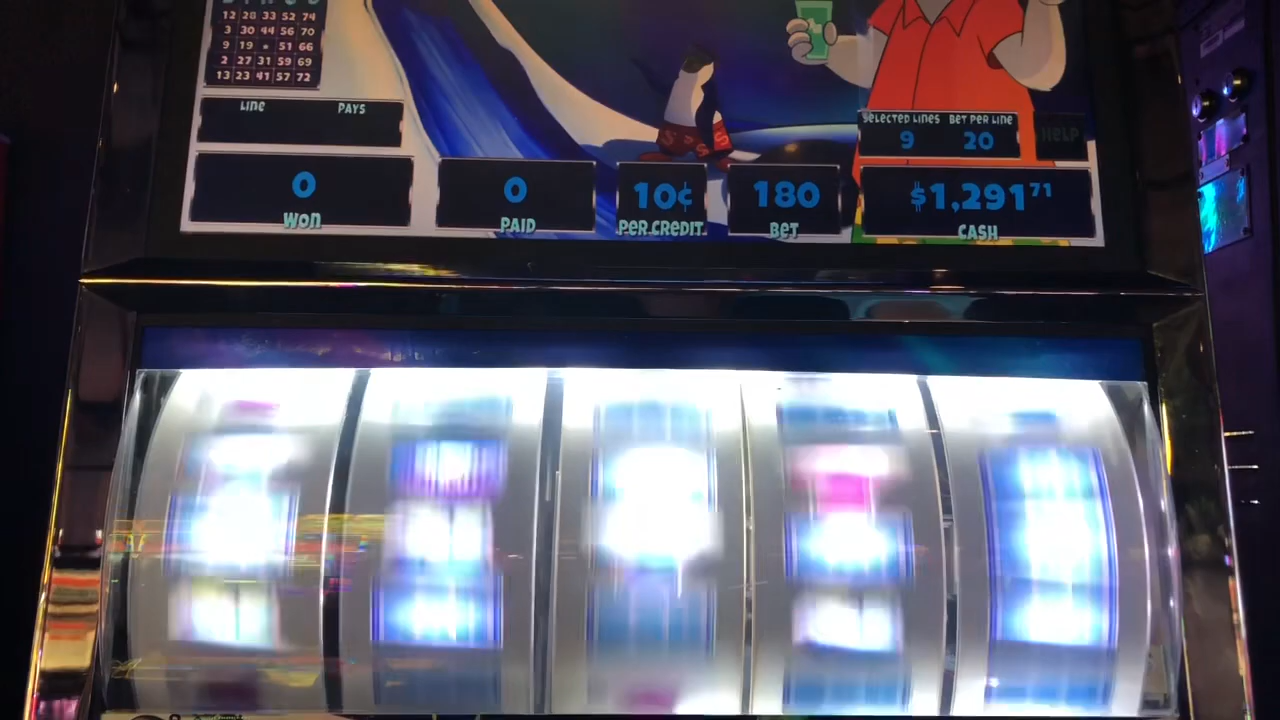 12 28 33 52 74
3 30 44 56 70
9 19 51 66
2 27 31 59 69
13 23 41 57 72
LINE PAYS
SELECTED LINES BET PER LINE
9 20
HELP
0
WON
0
PAID
10¢
PER CREDIT
180
BET
$1,291 71
CASH